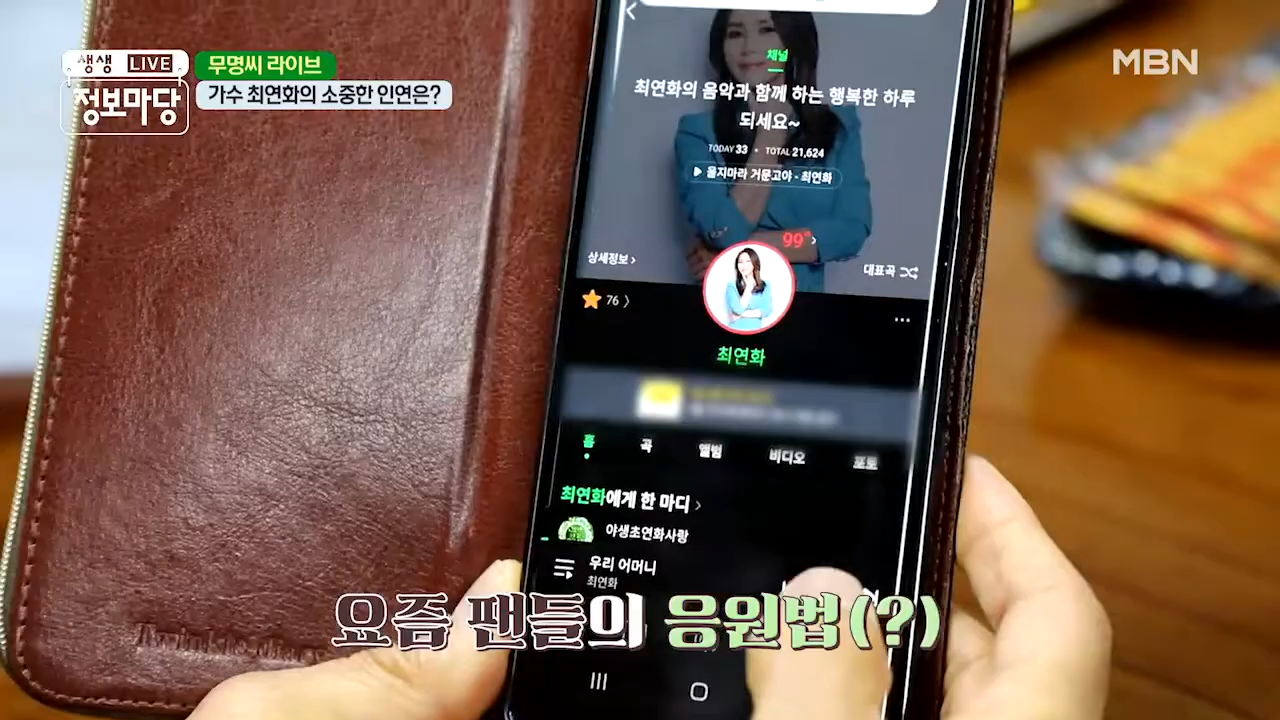 생생 LIVE
정보마당
무명씨 라이브
가수 최연화의 소중한 인연은?
MBN
채널
최연화의 음악과 함께 하는 행복한 하루
되세요~
TODAY 33 • TOTAL 21,624
울지마라 거문고야 - 최연화
99°
상세정보
대표곡
76
최연화
홈 곡 앨범 비디오 포토
최연화에게 한 마디
야생초연화사랑
우리 어머니
최연화
요즘 팬들의 응원법(?)